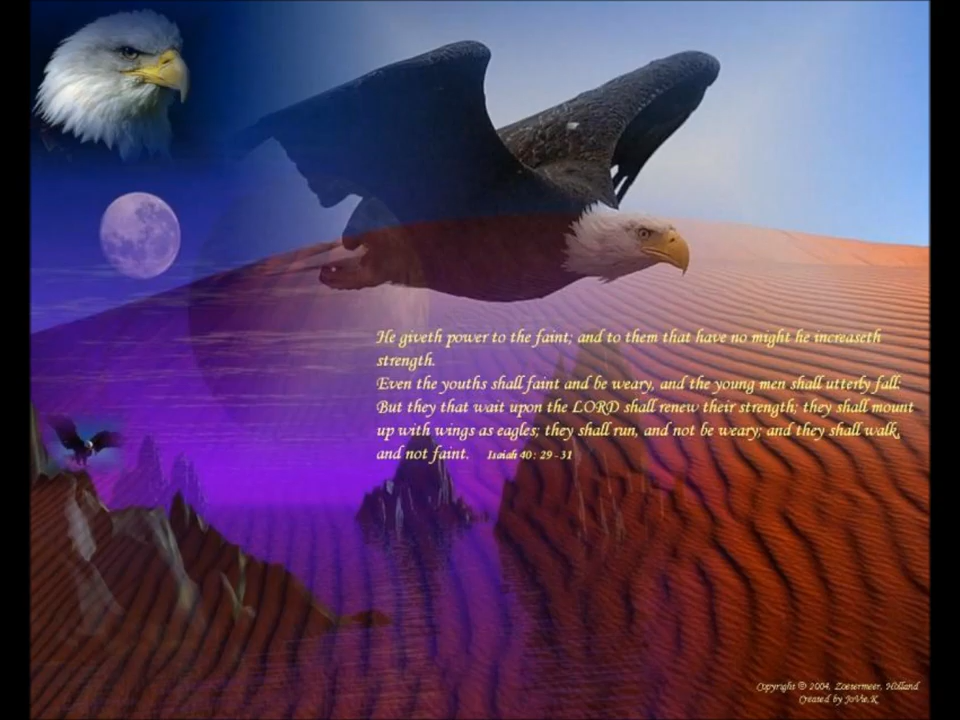 He giveth power to the faint; and to them that have no might he increaseth
strength.
Even the youths shall faint and be weary, and the young men shall utterly fall:
But they that wait upon the LORD shall renew their strength; they shall mount
up with wings as eagles; they shall run, and not be weary; and they shall walk,
and not faint. Isaiah 40 : 29 - 31
Copyright © 2004, Zoetermeer, Holland
Created by JoVie.K